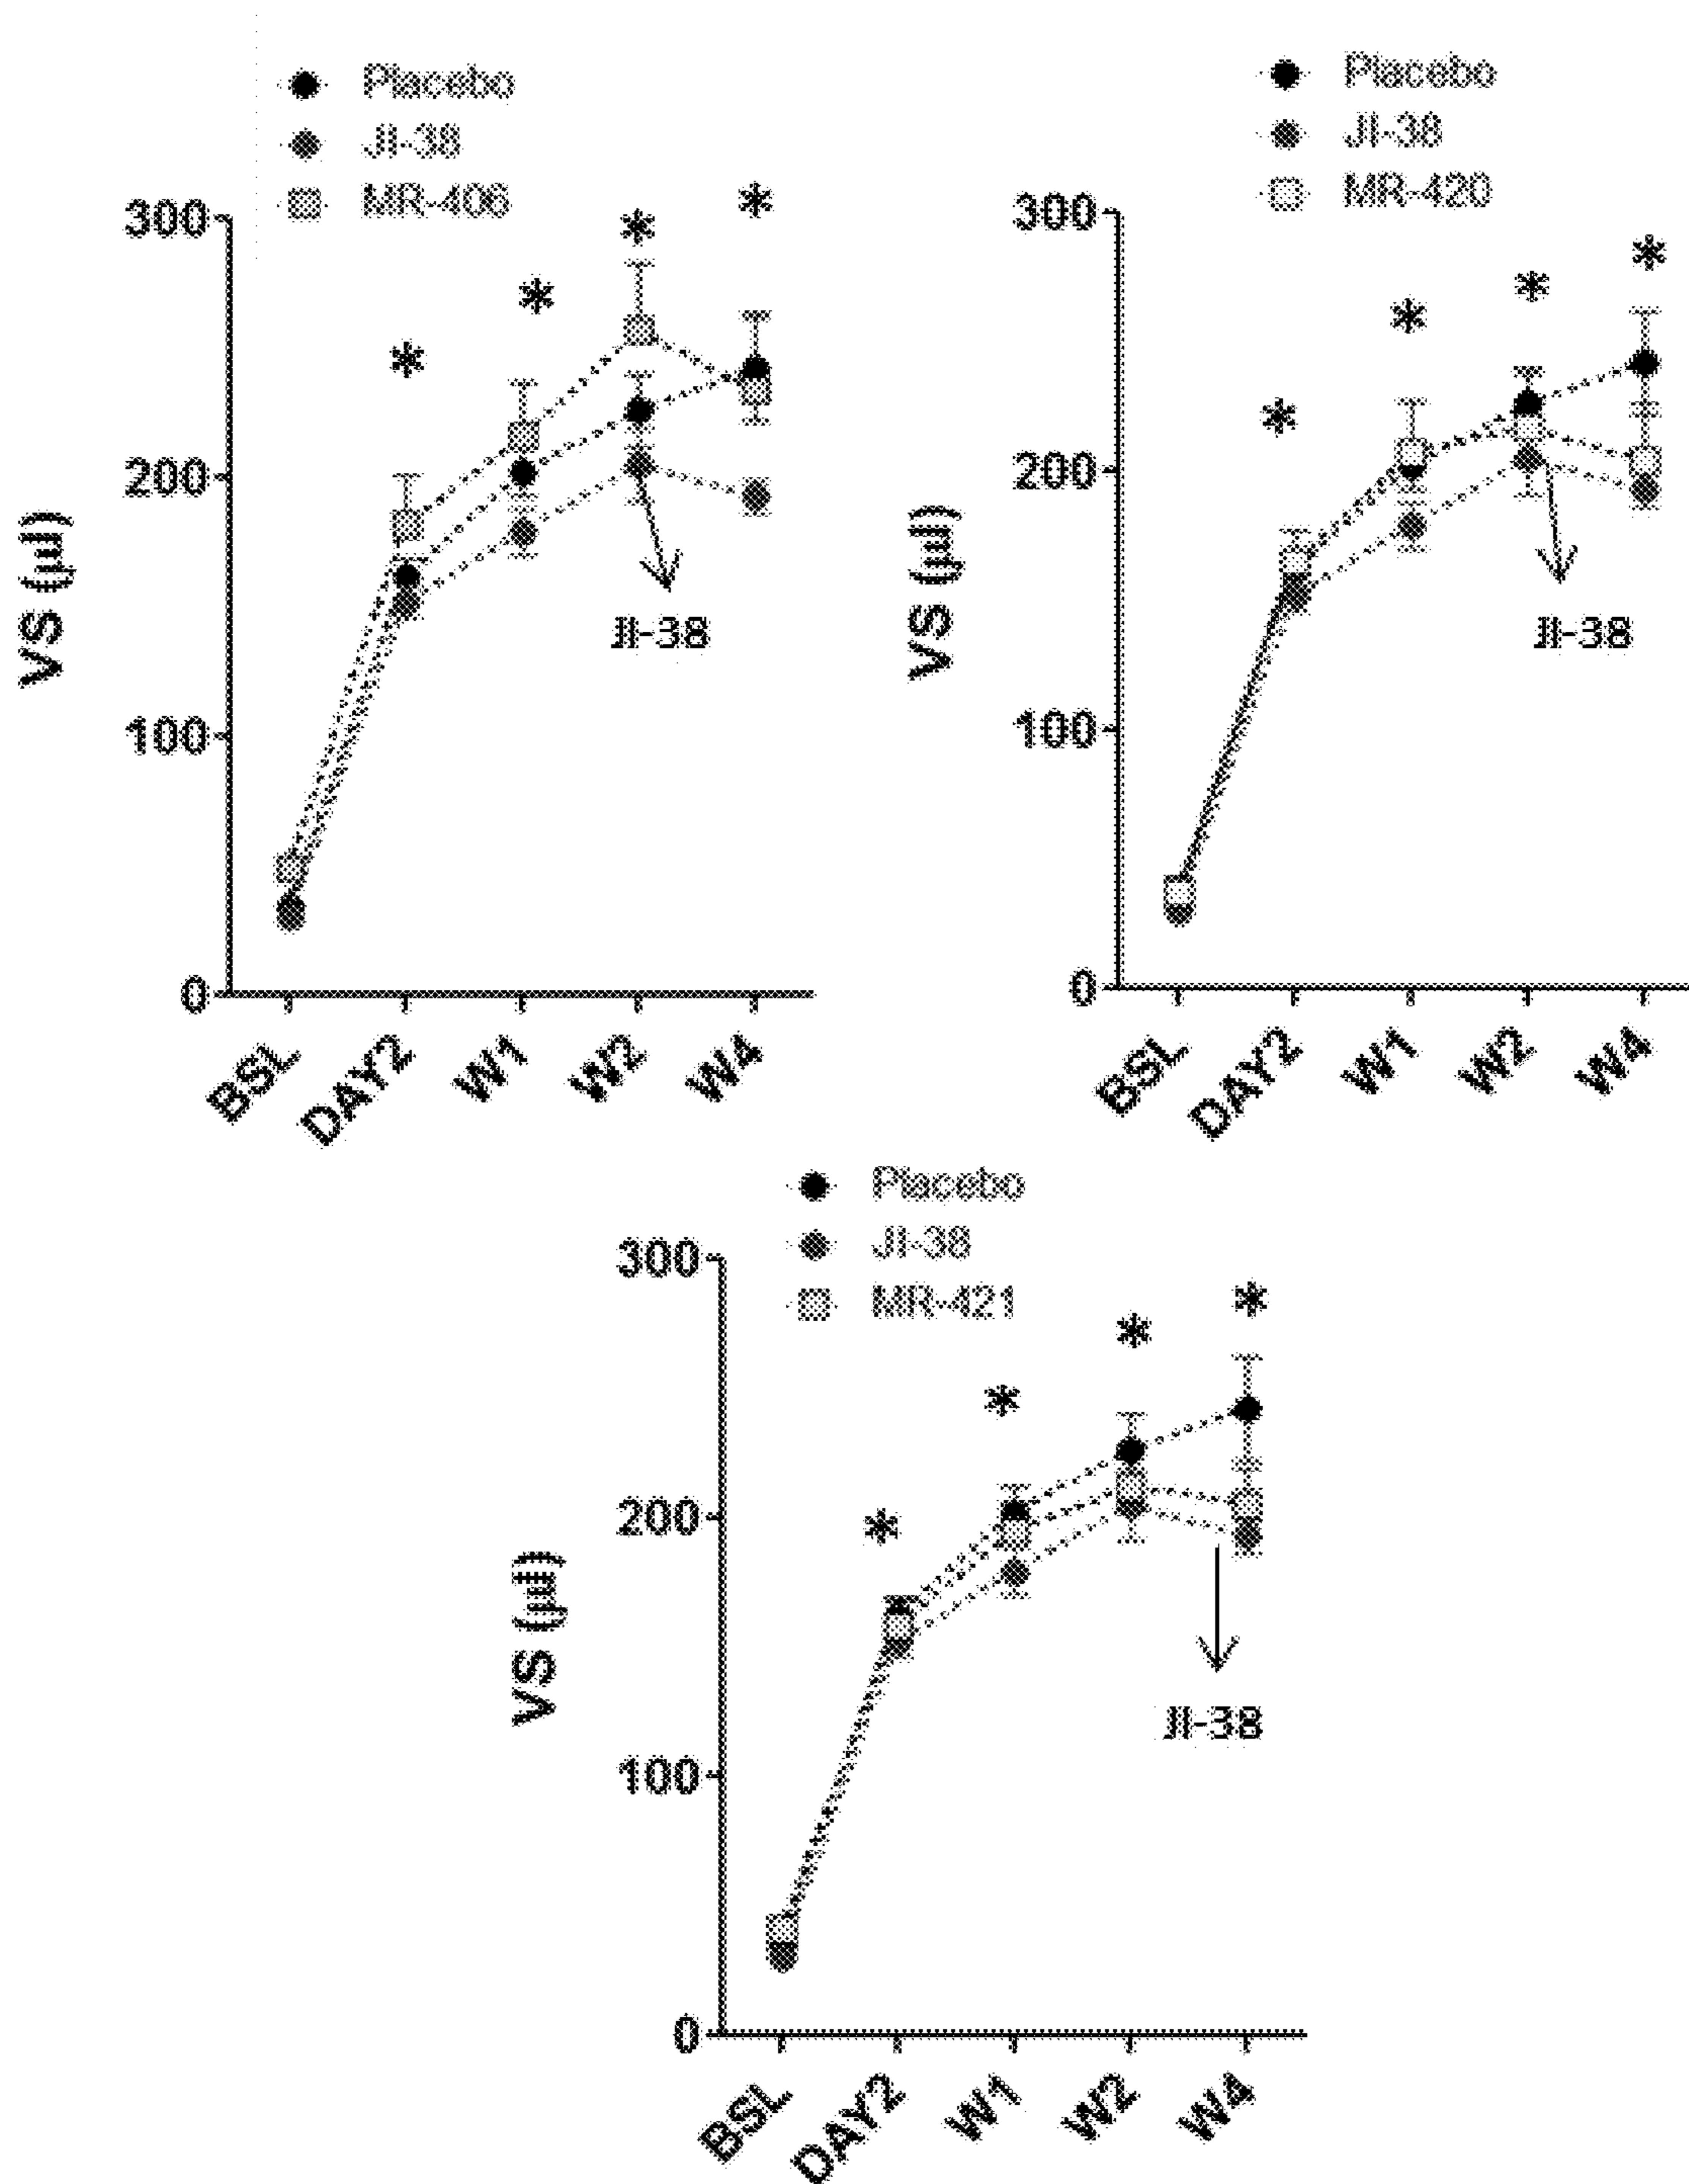 Placebo
JI-38
MR-406
*
*
*
*
300
200
100
0
VS (µl)
JI-38
BSL
DAY2
W1
W2
W4
Placebo
JI-38
MR-420
*
*
*
*
300
200
100
0
VS (µl)
JI-38
BSL
DAY2
W1
W2
W4
Placebo
JI-38
MR-421
*
*
*
*
300
200
100
0
VS (µl)
JI-38
BSL
DAY2
W1
W2
W4